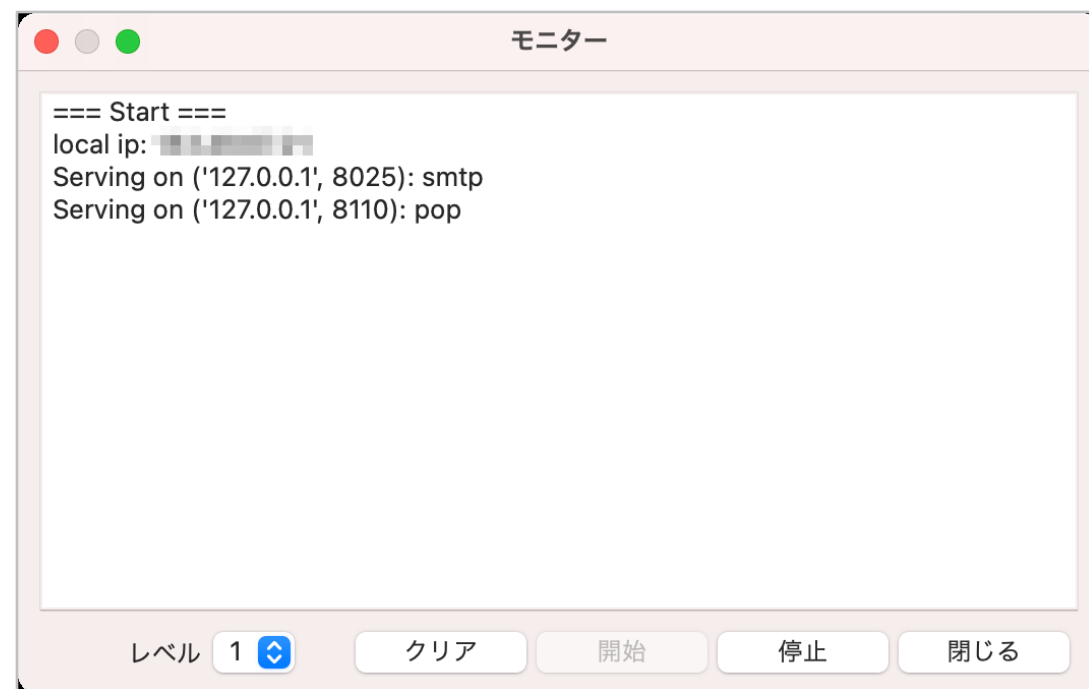 モニター
=== Start ===
local ip:
Serving on ('127.0.0.1', 8025): smtp
Serving on ('127.0.0.1', 8110): pop
レベル 1 クリア 開始 停止 閉じる